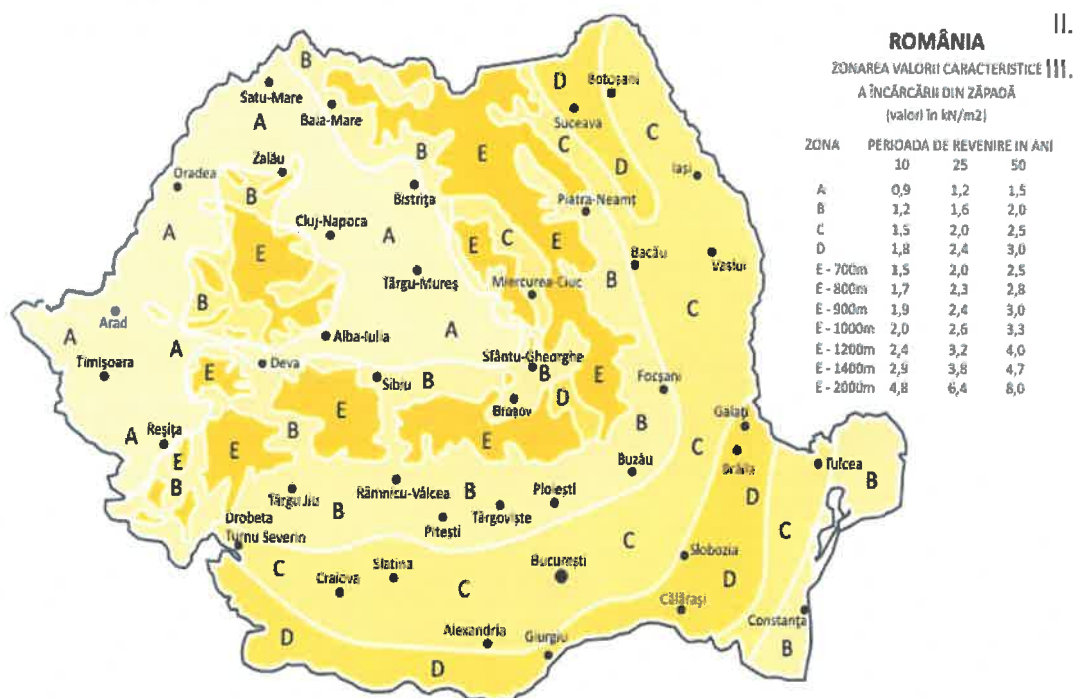 II.
ROMÂNIA
ZONAREA VALORII CARACTERISTICE III.
A ÎNCĂRCĂRII DIN ZĂPADĂ
(valori în kN/m2)
ZONA PERIOADA DE REVENIRE IN ANI
10 25 50
A 0,9 1,2 1,5
B 1,2 1,6 2,0
C 1,5 2,0 2,5
D 1,8 2,4 3,0
E - 700m 1,5 2,0 2,5
E - 800m 1,7 2,3 2,8
E - 900m 1,9 2,4 3,0
E - 1000m 2,0 2,6 3,3
E - 1200m 2,4 3,2 4,0
E - 1400m 2,9 3,8 4,7
E - 2000m 4,8 6,4 8,0
B
Satu-Mare
A
Baia-Mare
D
Botoșani
Suceava
C
C
B
E
Zalău
D
Iași
Oradea
B
Bistrița
Piatra-Neamț
Cluj-Napoca
A
A
E
C
E
E
Bacău
Vaslui
Târgu-Mureș
B
Miercurea-Ciuc
B
C
Arad
A
A
Alba-Iulia
A
Timișoara
Deva
Sfântu-Gheorghe
E
Sibiu
B
B
E
Focșani
E
Brașov
D
A
Reșița
B
E
B
Galați
E
E
C
Brăila
Tulcea
B
B
Buzău
D
Târgu Jiu
Râmnicu-Vâlcea
B
Ploiești
B
Pitești
Târgoviște
Drobeta
Turnu Severin
C
C
Slobozia
C
Slatina
București
D
Craiova
C
Călărași
Constanța
Alexandria
Giurgiu
D
D
B